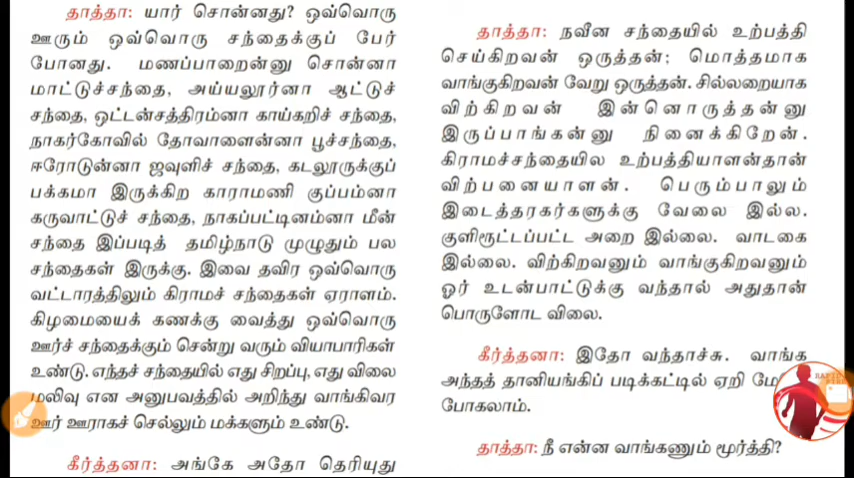 தாத்தா: யார் சொன்னது? ஒவ்வொரு
ஊரும் ஒவ்வொரு சந்தைக்குப் பேர்
போனது. மணப்பாறைன்னு சொன்னா
மாட்டுச்சந்தை, அய்யலூர்னா ஆட்டுச்
சந்தை, ஒட்டன்சத்திரம்னா காய்கறிச் சந்தை,
நாகர்கோவில் தோவாளைன்னா பூச்சந்தை,
ஈரோடுன்னா ஜவுளிச் சந்தை, கடலூருக்குப்
பக்கமா இருக்கிற காராமணி குப்பம்னா
கருவாட்டுச் சந்தை, நாகப்பட்டினம்னா மீன்
சந்தை இப்படித் தமிழ்நாடு முழுதும் பல
சந்தைகள் இருக்கு. இவை தவிர ஒவ்வொரு
வட்டாரத்திலும் கிராமச் சந்தைகள் ஏராளம்.
கிழமையைக் கணக்கு வைத்து ஒவ்வொரு
ஊர்ச் சந்தைக்கும் சென்று வரும் வியாபாரிகள்
உண்டு. எந்தச் சந்தையில் எது சிறப்பு, எது விலை
மலிவு என அனுபவத்தில் அறிந்து வாங்கிவர
ஊர் ஊராகச் செல்லும் மக்களும் உண்டு.
கீர்த்தனா: அங்கே அதோ தெரியுது
தாத்தா: நவீன சந்தையில் உற்பத்தி
செய்கிறவன் ஒருத்தன்; மொத்தமாக
வாங்குகிறவன் வேறு ஒருத்தன். சில்லறையாக
விற்கிறவன் இன்னொருத்தன்னு
இருப்பாங்கன்னு நினைக்கிறேன்.
கிராமச்சந்தையில உற்பத்தியாளன்தான்
விற்பனையாளன். பெரும்பாலும்
இடைத்தரகர்களுக்கு வேலை இல்ல.
குளிரூட்டப்பட்ட அறை இல்லை. வாடகை
இல்லை. விற்கிறவனும் வாங்குகிறவனும்
ஓர் உடன்பாட்டுக்கு வந்தால் அதுதான்
பொருளோட விலை.
கீர்த்தனா: இதோ வந்தாச்சு. வாங்க
அந்தத் தானியங்கிப் படிக்கட்டில் ஏறி
போகலாம்.
தாத்தா: நீ என்ன வாங்கணும் மூர்த்தி?